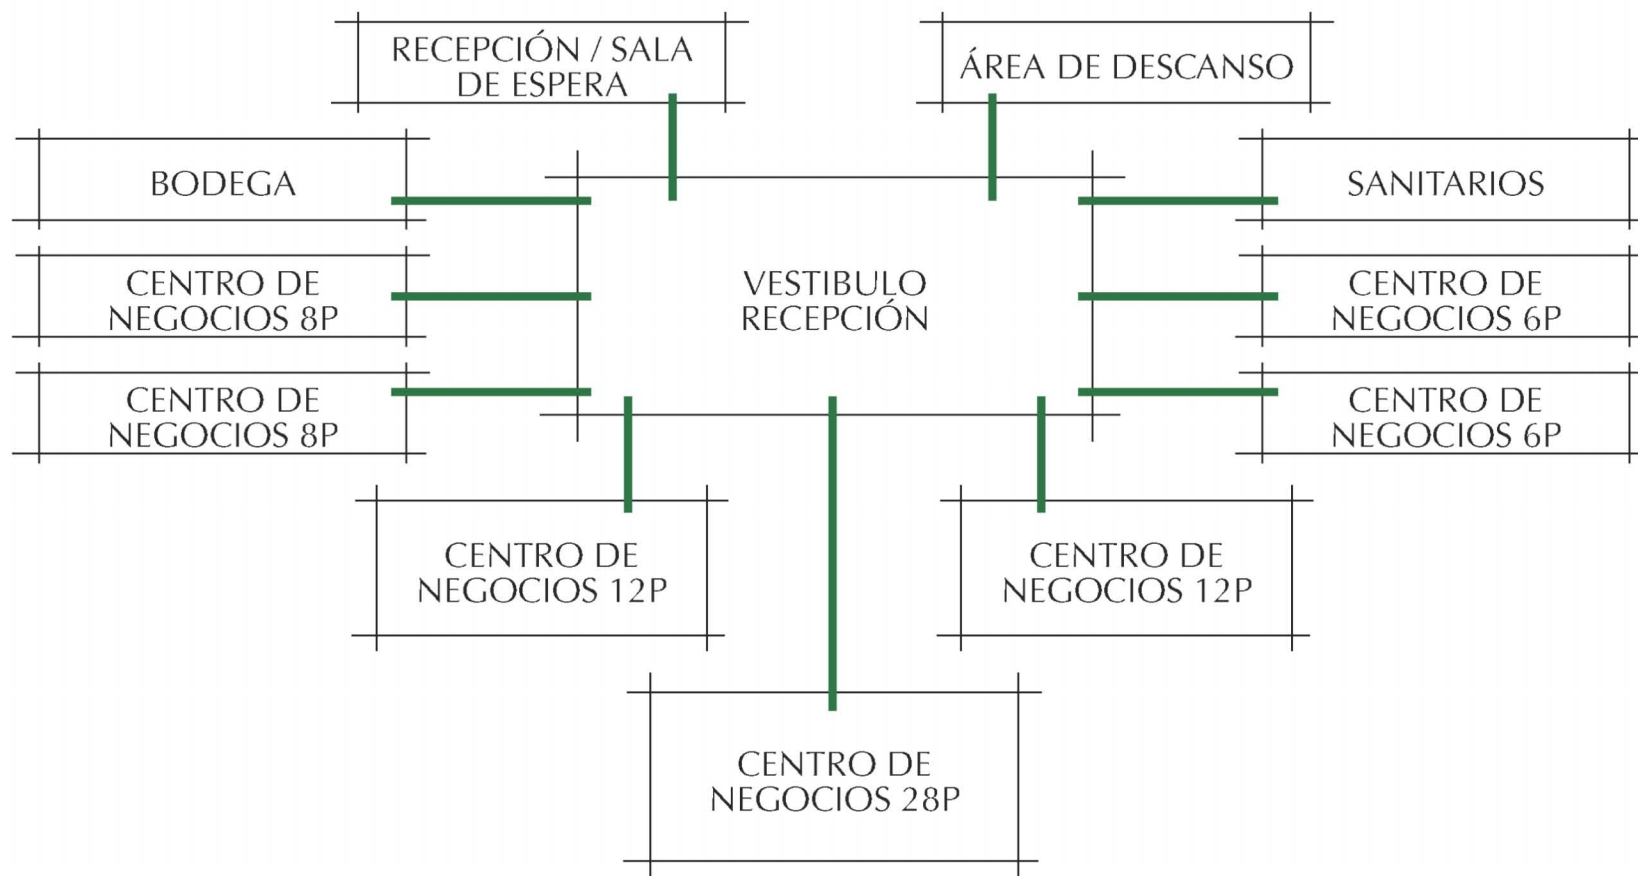 RECEPCIÓN / SALA
DE ESPERA
ÁREA DE DESCANSO
BODEGA
SANITARIOS
CENTRO DE
NEGOCIOS 8P
VESTIBULO
RECEPCIÓN
CENTRO DE
NEGOCIOS 6P
CENTRO DE
NEGOCIOS 8P
CENTRO DE
NEGOCIOS 6P
CENTRO DE
NEGOCIOS 12P
CENTRO DE
NEGOCIOS 12P
CENTRO DE
NEGOCIOS 28P